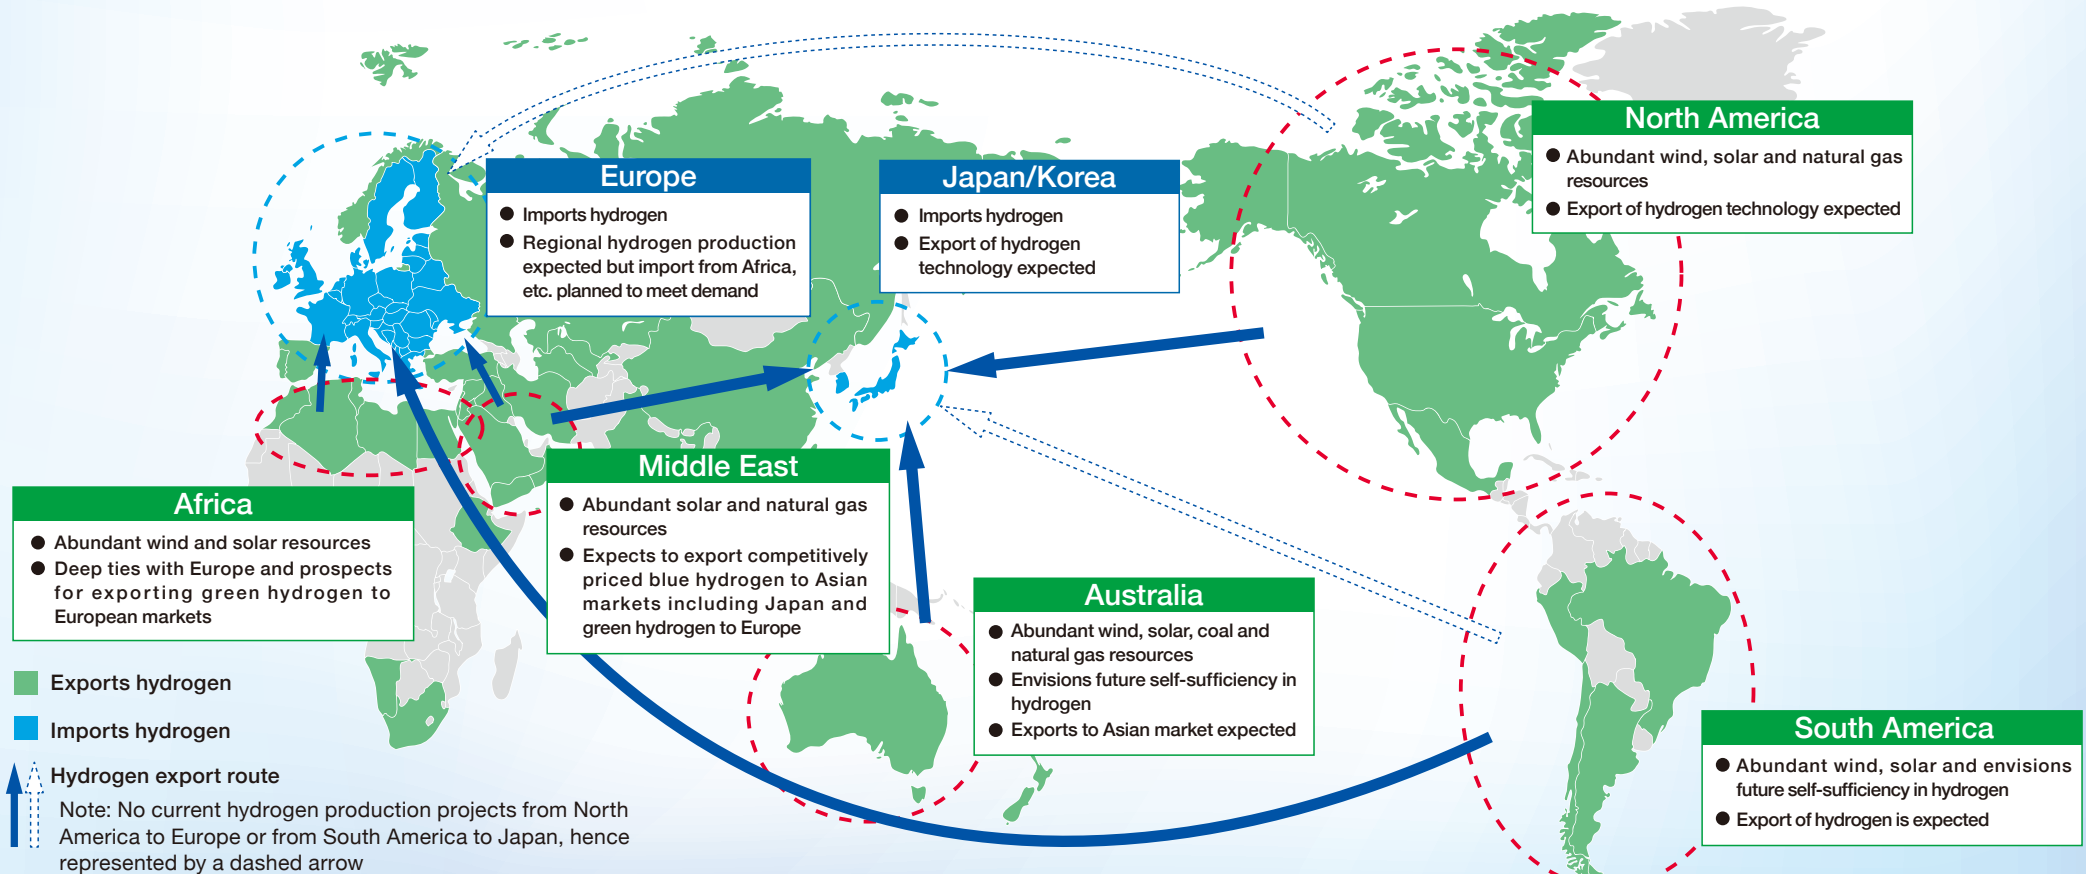 North America
● Abundant wind, solar and natural gas
resources
● Export of hydrogen technology expected
Europe
● Imports hydrogen
● Regional hydrogen production
expected but import from Africa,
etc. planned to meet demand
Japan/Korea
● Imports hydrogen
● Export of hydrogen
technology expected
Middle East
● Abundant solar and natural gas
resources
● Expects to export competitively
priced blue hydrogen to Asian
markets including Japan and
green hydrogen to Europe
Africa
● Abundant wind and solar resources
● Deep ties with Europe and prospects
for exporting green hydrogen to
European markets
Australia
● Abundant wind, solar, coal and
natural gas resources
● Envisions future self-sufficiency in
hydrogen
● Exports to Asian market expected
South America
● Abundant wind, solar and envisions
future self-sufficiency in hydrogen
● Export of hydrogen is expected
Exports hydrogen
Imports hydrogen
Hydrogen export route
Note: No current hydrogen production projects from North
America to Europe or from South America to Japan, hence
represented by a dashed arrow